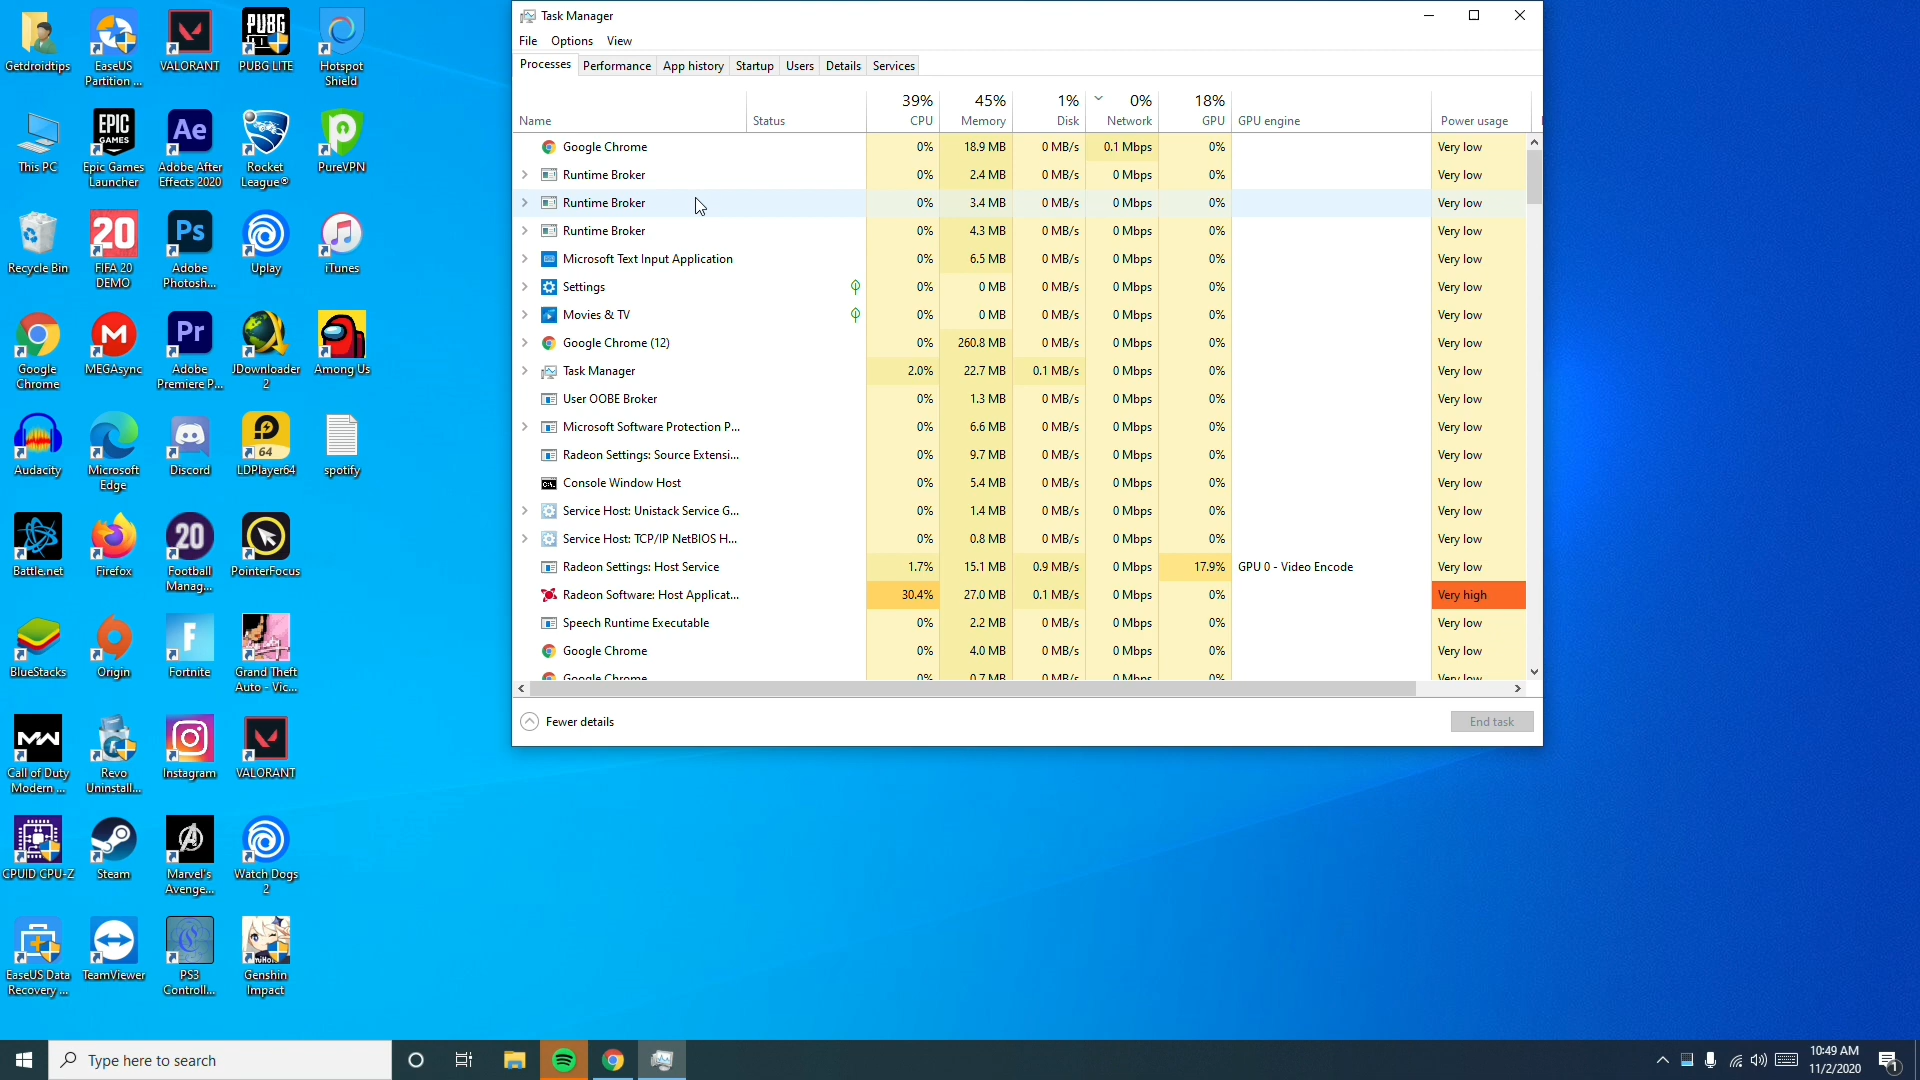 Task Manager
File Options View
Processes Performance App history Startup Users Details Services
39% 45% 1% 0% 18%
Name Status CPU Memory Disk Network GPU GPU engine Power usage
Google Chrome 0% 18.9 MB 0 MB/s 0.1 Mbps 0% Very low
Runtime Broker 0% 2.4 MB 0 MB/s 0 Mbps 0% Very low
Runtime Broker 0% 3.4 MB 0 MB/s 0 Mbps 0% Very low
Runtime Broker 0% 4.3 MB 0 MB/s 0 Mbps 0% Very low
Microsoft Text Input Application 0% 6.5 MB 0 MB/s 0 Mbps 0% Very low
Settings 0% 0 MB 0 MB/s 0 Mbps 0% Very low
Movies & TV 0% 0 MB 0 MB/s 0 Mbps 0% Very low
Google Chrome (12) 0% 260.8 MB 0 MB/s 0 Mbps 0% Very low
Task Manager 2.0% 22.7 MB 0.1 MB/s 0 Mbps 0% Very low
User OOBE Broker 0% 1.3 MB 0 MB/s 0 Mbps 0% Very low
Microsoft Software Protection P... 0% 6.6 MB 0 MB/s 0 Mbps 0% Very low
Radeon Settings: Source Extensi... 0% 9.7 MB 0 MB/s 0 Mbps 0% Very low
Console Window Host 0% 5.4 MB 0 MB/s 0 Mbps 0% Very low
Service Host: Unistack Service G... 0% 1.4 MB 0 MB/s 0 Mbps 0% Very low
Service Host: TCP/IP NetBIOS H... 0% 0.8 MB 0 MB/s 0 Mbps 0% Very low
Radeon Settings: Host Service 1.7% 15.1 MB 0.9 MB/s 0 Mbps 17.9% GPU 0 - Video Encode Very low
Radeon Software: Host Applicat... 30.4% 27.0 MB 0.1 MB/s 0 Mbps 0% Very high
Speech Runtime Executable 0% 2.2 MB 0 MB/s 0 Mbps 0% Very low
Google Chrome 0% 4.0 MB 0 MB/s 0 Mbps 0% Very low
Google Chrome 0% 0.7 MB 0 MB/s 0 Mbps 0% Very low
Fewer details End task
Getdroidtips
EaseUS
Partition ...
VALORANT
PUBG
PUBG LITE
Hotspot
Shield
This PC
EPIC
GAMES
Epic Games
Launcher
Ae
Adobe After
Effects 2020
Rocket
League®
PureVPN
Recycle Bin
20
FIFA 20
DEMO
Ps
Adobe
Photosh...
Uplay
iTunes
Google
Chrome
M
MEGAsync
Pr
Adobe
Premiere P...
JDownloader
2
Among Us
Audacity
Microsoft
Edge
Discord
64
LDPlayer64
spotify
Battle.net
Firefox
20
Football
Manag...
PointerFocus
BlueStacks
Origin
F
Fortnite
Grand Theft
Auto - Vic...
MW
Call of Duty
Modern ...
Revo
Uninstall...
Instagram
VALORANT
CPUID CPU-Z
Steam
Marvel's
Avenge...
Watch Dogs
2
EaseUS Data
Recovery ...
TeamViewer
PS3
Controll...
Genshin
Impact
Type here to search
10:49 AM
11/2/2020
1